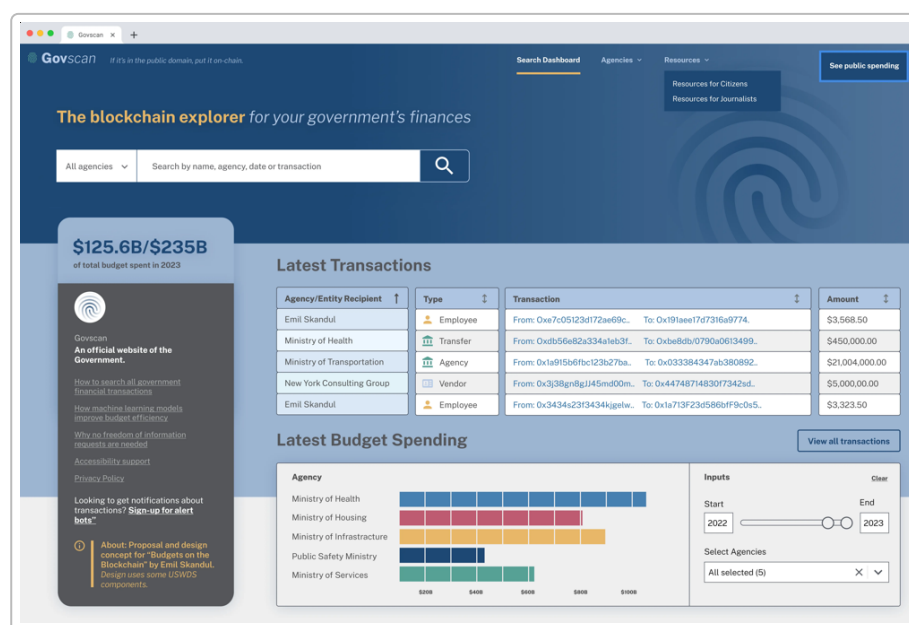 Govscan
Govscan
If it's in the public domain, put it on-chain.
Search Dashboard
Agencies
Resources
See public spending
Resources for Citizens
Resources for Journalists
The blockchain explorer for your government's finances
All agencies
Search by name, agency, date or transaction
$125.6B/$235B
of total budget spent in 2023
Govscan
An official website of the
Government.
How to search all government
financial transactions
How machine learning models
improve budget efficiency
Why no freedom of information
requests are needed
Accessibility support
Privacy Policy
Looking to get notifications about
transactions? Sign-up for alert
bots"
About: Proposal and design
concept for "Budgets on the
Blockchain" by Emil Skandul.
Design uses some USWDS
components.
Latest Transactions
Agency/Entity Recipient Type Transaction Amount
Emil Skandul Employee From: 0xe7c05123d172ae69c.. To: 0x191aee17d7316a9774. $3,568.50
Ministry of Health Transfer From: 0xdb56e82a334a1eb3f.. To: 0xbe8db/0790a0613499.. $450,000.00
Ministry of Transportation Agency From: 0x1a915b6fbc123b27ba.. To: 0x033384347ab380892.. $21,004,000.00
New York Consulting Group Vendor From: 0x3j38gn8gJJ45md00m.. To: 0x44748714830f7342sd.. $5,000,00.00
Emil Skandul Employee From: 0x3434s23f3434kjgelw.. To: 0x1a713F23d586bfF9c0s5.. $3,323.50
Latest Budget Spending
View all transactions
Agency
Ministry of Health
Ministry of Housing
Ministry of Infrastracture
Public Safety Ministry
Ministry of Services
$20B $40B $60B $80B $100B
Inputs Clear
Start End
2022 2023
Select Agencies
All selected (5)